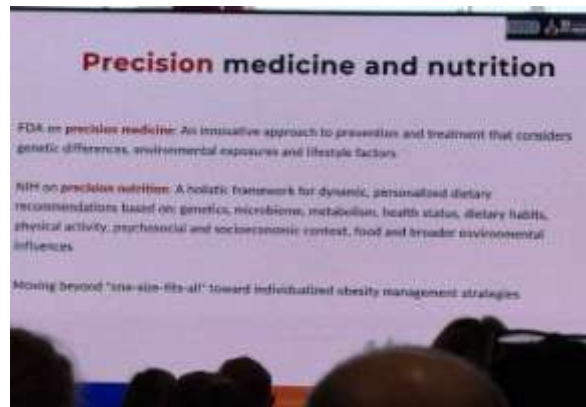 Precision medicine and nutrition
FDA on precision medicine: An innovative approach to prevention and treatment that considers
genetic differences, environmental exposures and lifestyle factors
NIH on precision nutrition: A holistic framework for dynamic, personalized dietary
recommendations based on: genetics, microbiome, metabolism, health status, dietary habits,
physical activity, psychosocial and socioeconomic context, food and broader environmental
influences
Moving beyond "one-size-fits-all" toward individualized obesity management strategies